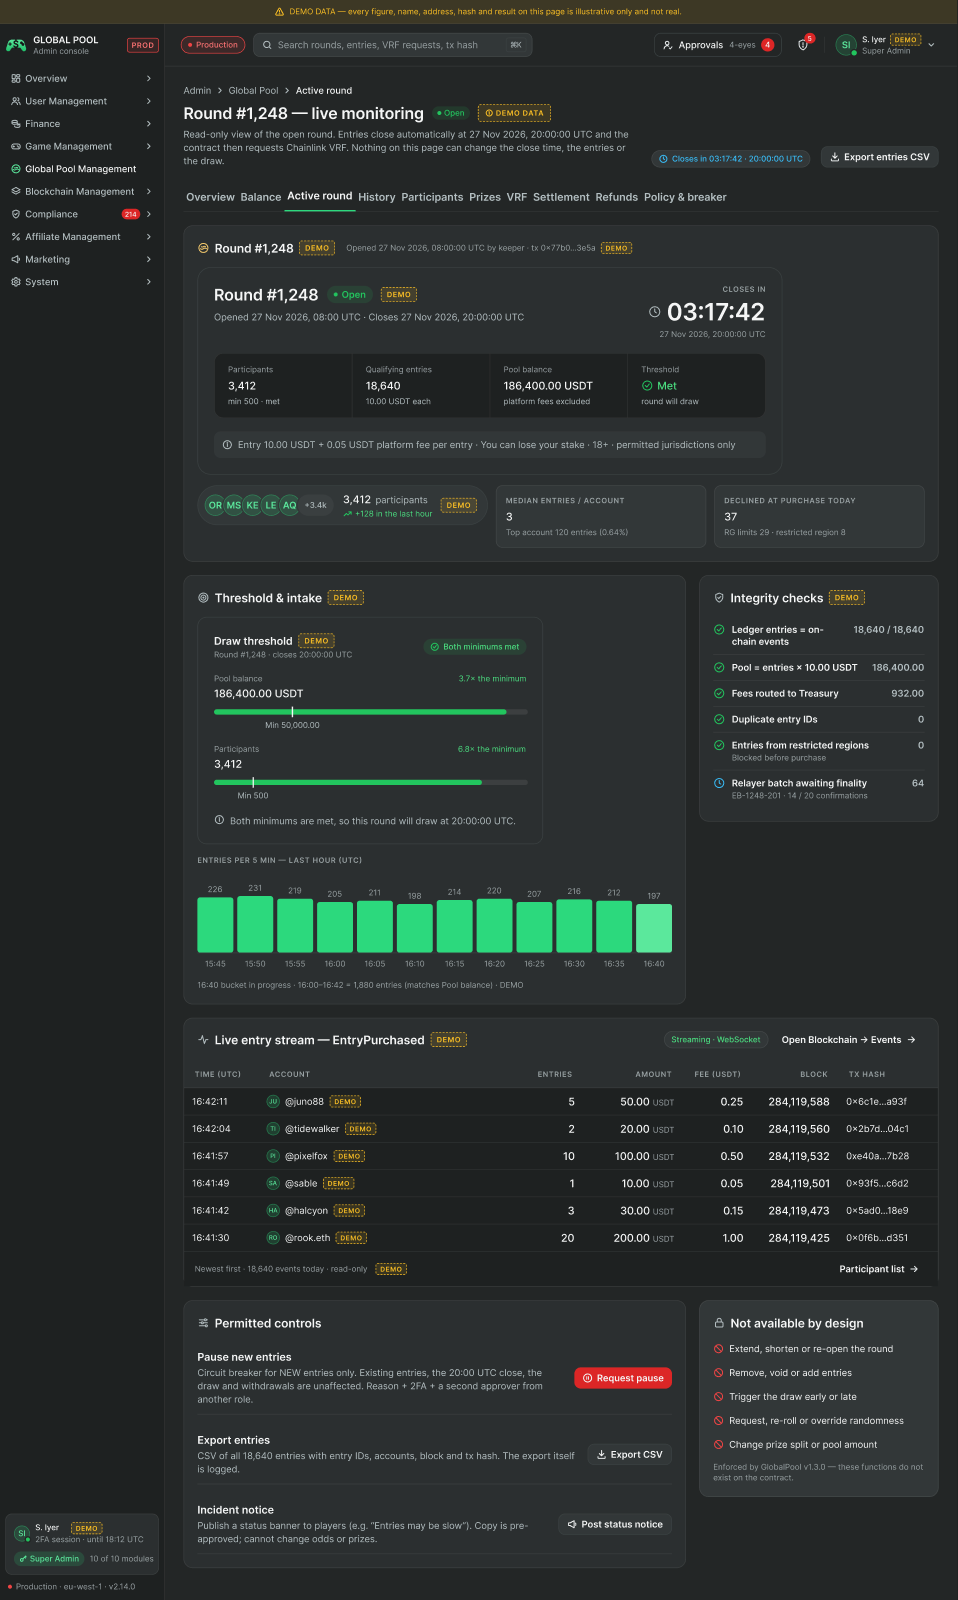 DEMO DATA — every figure, name, address, hash and result on this page is illustrative only and not real.
GLOBAL POOL
Admin console
PROD
Production
Search rounds, entries, VRF requests, tx hash
⌘K
Approvals 4-eyes 4
5
SI
S. Iyer DEMO
Super Admin
Overview
User Management
Finance
Game Management
Global Pool Management
Blockchain Management
Compliance 214
Affiliate Management
Marketing
System
Admin > Global Pool > Active round
Round #1,248 — live monitoring
Open
DEMO DATA
Read-only view of the open round. Entries close automatically at 27 Nov 2026, 20:00:00 UTC and the
contract then requests Chainlink VRF. Nothing on this page can change the close time, the entries or
the draw.
Closes in 03:17:42 · 20:00:00 UTC
Export entries CSV
Overview Balance Active round History Participants Prizes VRF Settlement Refunds Policy & breaker
Round #1,248 DEMO Opened 27 Nov 2026, 08:00:00 UTC by keeper · tx 0×77b0…3e5a DEMO
Round #1,248 Open DEMO
Opened 27 Nov 2026, 08:00 UTC · Closes 27 Nov 2026, 20:00:00 UTC
CLOSES IN
03:17:42
27 Nov 2026, 20:00:00 UTC
Participants
3,412
min 500 · met
Qualifying entries
18,640
10.00 USDT each
Pool balance
186,400.00 USDT
platform fees excluded
Threshold
Met
round will draw
Entry 10.00 USDT + 0.05 USDT platform fee per entry · You can lose your stake · 18+ · permitted jurisdictions only
OR MS KE LE AQ +3.4k
3,412 participants
+128 in the last hour
DEMO
MEDIAN ENTRIES / ACCOUNT
3
Top account 120 entries (0.64%)
DECLINED AT PURCHASE TODAY
37
RG limits 29 · restricted region 8
Threshold & intake DEMO
Draw threshold DEMO
Round #1,248 · closes 20:00:00 UTC
Both minimums met
Pool balance
3.7× the minimum
186,400.00 USDT
Min 50,000.00
Participants
6.8× the minimum
3,412
Min 500
Both minimums are met, so this round will draw at 20:00:00 UTC.
ENTRIES PER 5 MIN — LAST HOUR (UTC)
226 231 219 205 211 198 214 220 207 216 212 197
15:45 15:50 15:55 16:00 16:05 16:10 16:15 16:20 16:25 16:30 16:35 16:40
16:40 bucket in progress · 16:00–16:42 = 1,880 entries (matches Pool balance) · DEMO
Integrity checks DEMO
Ledger entries = on-
chain events
18,640 / 18,640
Pool = entries × 10.00 USDT 186,400.00
Fees routed to Treasury 932.00
Duplicate entry IDs 0
Entries from restricted regions 0
Blocked before purchase
Relayer batch awaiting finality 64
EB-1248-201 · 14 / 20 confirmations
Live entry stream — EntryPurchased DEMO
Streaming · WebSocket
Open Blockchain → Events →
TIME (UTC) ACCOUNT ENTRIES AMOUNT FEE (USDT) BLOCK TX HASH
16:42:11 JU @juno88 DEMO 5 50.00 USDT 0.25 284,119,588 0×6c1e…a93f
16:42:04 TI @tidewalker DEMO 2 20.00 USDT 0.10 284,119,560 0×2b7d…04c1
16:41:57 PI @pixelfox DEMO 10 100.00 USDT 0.50 284,119,532 0xe40a…7b28
16:41:49 SA @sable DEMO 1 10.00 USDT 0.05 284,119,501 0×93f5…c6d2
16:41:42 HA @halcyon DEMO 3 30.00 USDT 0.15 284,119,473 0×5ad0…18e9
16:41:30 RO @rook.eth DEMO 20 200.00 USDT 1.00 284,119,425 0×0f6b…d351
Newest first · 18,640 events today · read-only DEMO
Participant list →
Permitted controls
Pause new entries
Circuit breaker for NEW entries only. Existing entries, the 20:00 UTC close, the
draw and withdrawals are unaffected. Reason + 2FA + a second approver from
another role.
Request pause
Export entries
CSV of all 18,640 entries with entry IDs, accounts, block and tx hash. The export itself
is logged.
Export CSV
Incident notice
Publish a status banner to players (e.g. “Entries may be slow”). Copy is pre-
approved; cannot change odds or prizes.
Post status notice
Not available by design
Extend, shorten or re-open the round
Remove, void or add entries
Trigger the draw early or late
Request, re-roll or override randomness
Change prize split or pool amount
Enforced by GlobalPool v1.3.0 — these functions do not
exist on the contract.
SI
S. Iyer DEMO
2FA session · until 18:12 UTC
Super Admin 10 of 10 modules
Production · eu-west-1 · v2.14.0